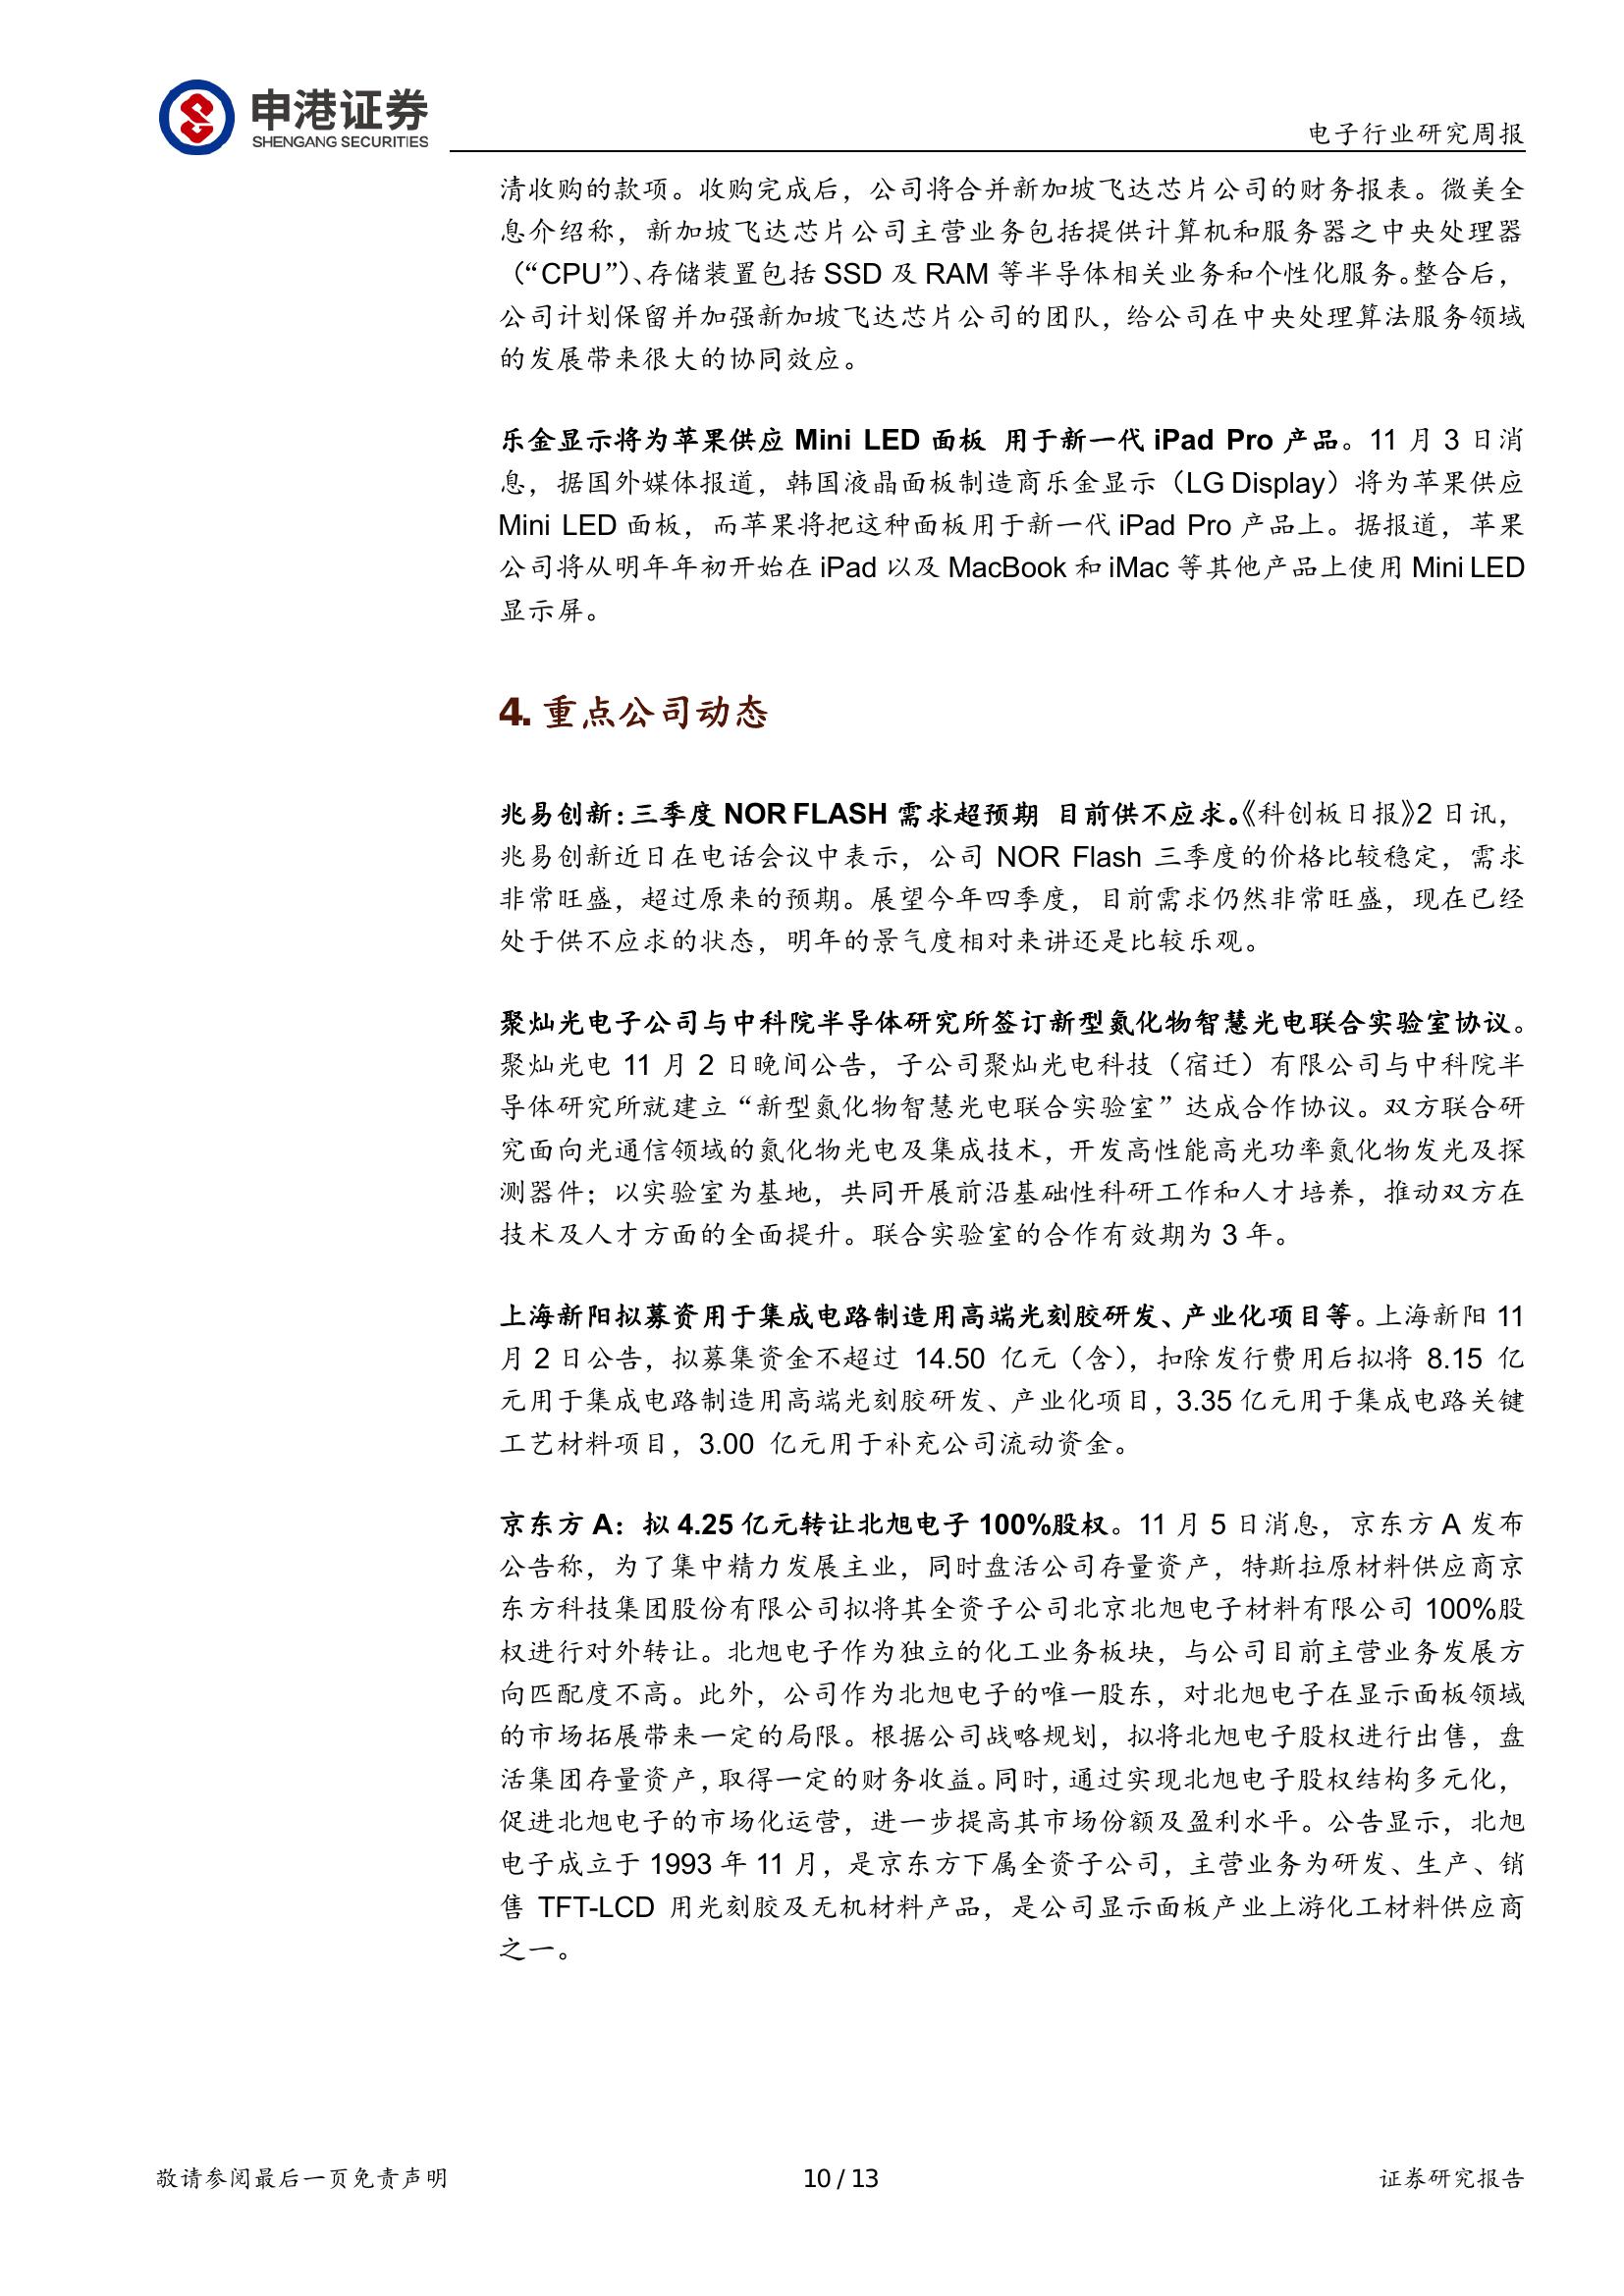 申港证券
SHENGANG SECURITIES
电子行业研究周报
清收购的款项。收购完成后，公司将合并新加坡飞达芯片公司的财务报表。微美全
息介绍称，新加坡飞达芯片公司主营业务包括提供计算机和服务器之中央处理器
（“CPU”）、存储装置包括 SSD 及 RAM 等半导体相关业务和个性化服务。整合后，
公司计划保留并加强新加坡飞达芯片公司的团队，给公司在中央处理算法服务领域
的发展带来很大的协同效应。
乐金显示将为苹果供应 Mini LED 面板 用于新一代 iPad Pro 产品。11 月 3 日消
息，据国外媒体报道，韩国液晶面板制造商乐金显示（LG Display）将为苹果供应
Mini LED 面板，而苹果将把这种面板用于新一代 iPad Pro 产品上。据报道，苹果
公司将从明年年初开始在 iPad 以及 MacBook 和 iMac 等其他产品上使用 Mini LED
显示屏。
4. 重点公司动态
兆易创新：三季度 NOR FLASH 需求超预期 目前供不应求。《科创板日报》2 日讯，
兆易创新近日在电话会议中表示，公司 NOR Flash 三季度的价格比较稳定，需求
非常旺盛，超过原来的预期。展望今年四季度，目前需求仍然非常旺盛，现在已经
处于供不应求的状态，明年的景气度相对来讲还是比较乐观。
聚灿光电子公司与中科院半导体研究所签订新型氮化物智慧光电联合实验室协议。
聚灿光电 11 月 2 日晚间公告，子公司聚灿光电科技（宿迁）有限公司与中科院半
导体研究所就建立“新型氮化物智慧光电联合实验室”达成合作协议。双方联合研
究面向光通信领域的氮化物光电及集成技术，开发高性能高光功率氮化物发光及探
测器件；以实验室为基地，共同开展前沿基础性科研工作和人才培养，推动双方在
技术及人才方面的全面提升。联合实验室的合作有效期为 3 年。
上海新阳拟募资用于集成电路制造用高端光刻胶研发、产业化项目等。上海新阳 11
月 2 日公告，拟募集资金不超过 14.50 亿元（含），扣除发行费用后拟将 8.15 亿
元用于集成电路制造用高端光刻胶研发、产业化项目，3.35 亿元用于集成电路关键
工艺材料项目，3.00 亿元用于补充公司流动资金。
京东方 A：拟 4.25 亿元转让北旭电子 100%股权。11 月 5 日消息，京东方 A 发布
公告称，为了集中精力发展主业，同时盘活公司存量资产，特斯拉原材料供应商京
东方科技集团股份有限公司拟将其全资子公司北京北旭电子材料有限公司 100%股
权进行对外转让。北旭电子作为独立的化工业务板块，与公司目前主营业务发展方
向匹配度不高。此外，公司作为北旭电子的唯一股东，对北旭电子在显示面板领域
的市场拓展带来一定的局限。根据公司战略规划，拟将北旭电子股权进行出售，盘
活集团存量资产，取得一定的财务收益。同时，通过实现北旭电子股权结构多元化，
促进北旭电子的市场化运营，进一步提高其市场份额及盈利水平。公告显示，北旭
电子成立于 1993 年 11 月，是京东方下属全资子公司，主营业务为研发、生产、销
售 TFT-LCD 用光刻胶及无机材料产品，是公司显示面板产业上游化工材料供应商
之一。
敬请参阅最后一页免责声明
10 / 13
证券研究报告